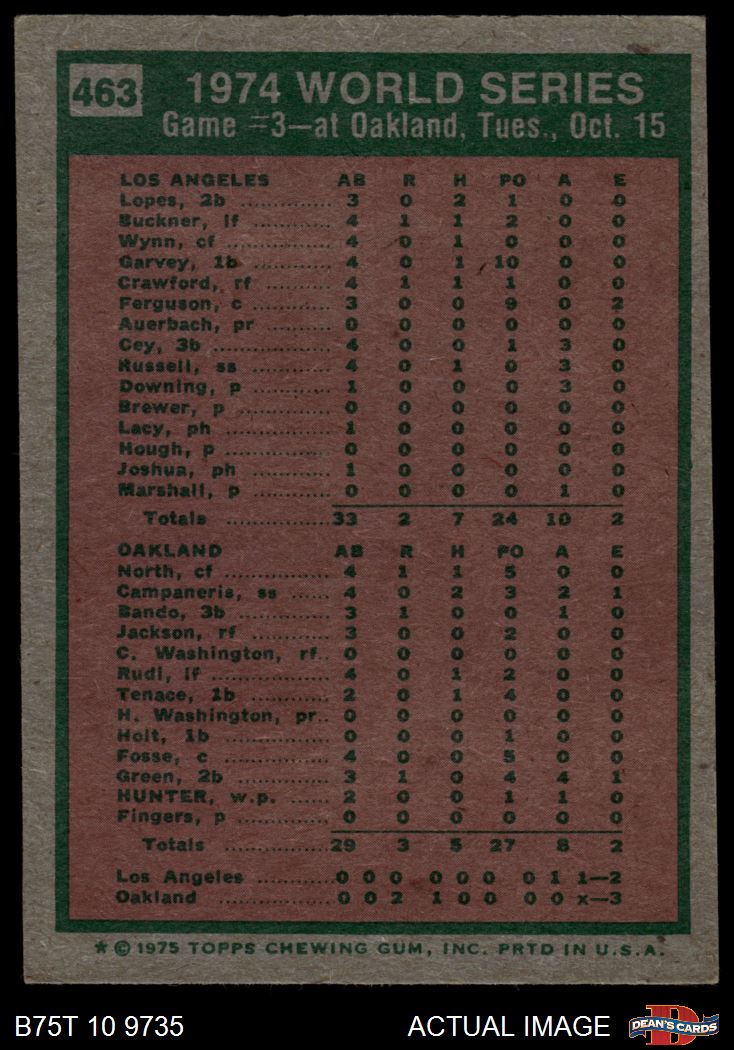 463
1974 WORLD SERIES
Game #3—at Oakland, Tues., Oct. 15
LOS ANGELES AB R H PO A E
Lopes, 2b ............... 3 0 2 1 0 0
Buckner, lf ............. 4 1 1 2 0 0
Wynn, cf ................ 4 0 1 0 0 0
Garvey, 1b ............ 4 0 1 10 0 0
Crawford, rf .......... 4 1 1 1 0 0
Ferguson, c .......... 3 0 0 9 0 2
Auerbach, pr ......... 0 0 0 0 0 0
Cey, 3b ................. 4 0 0 1 3 0
Russell, ss ............ 4 0 1 0 3 0
Downing, p ........... 1 0 0 0 3 0
Brewer, p .............. 0 0 0 0 0 0
Lacy, ph ................ 1 0 0 0 0 0
Hough, p ............... 0 0 0 0 0 0
Joshua, ph ............ 1 0 0 0 0 0
Marshall, p ............ 0 0 0 0 1 0
Totals ................ 33 2 7 24 10 2
OAKLAND AB R H PO A E
North, cf ................ 4 1 1 5 0 0
Campaneris, ss ..... 4 0 2 3 2 1
Bando, 3b .............. 3 1 0 0 1 0
Jackson, rf ............ 3 0 0 2 0 0
C. Washington, rf.. 0 0 0 0 0 0
Rudi, lf .................. 4 0 1 2 0 0
Tenace, 1b ............ 2 0 1 4 0 0
H. Washington, pr.. 0 0 0 0 0 0
Holt, 1b ................. 0 0 0 1 0 0
Fosse, c ................ 4 0 0 5 0 0
Green, 2b .............. 3 1 0 4 4 1
HUNTER, w.p. ...... 2 0 0 1 1 0
Fingers, p ............. 0 0 0 0 0 0
Totals ................ 29 3 5 27 8 2
Los Angeles ............ 0 0 0 0 0 0 0 1 1—2
Oakland .................. 0 0 2 1 0 0 0 0 x—3
* © 1975 TOPPS CHEWING GUM, INC. PRTD IN U.S.A.
B75T 10 9735 ACTUAL IMAGE DEAN'S CARDS